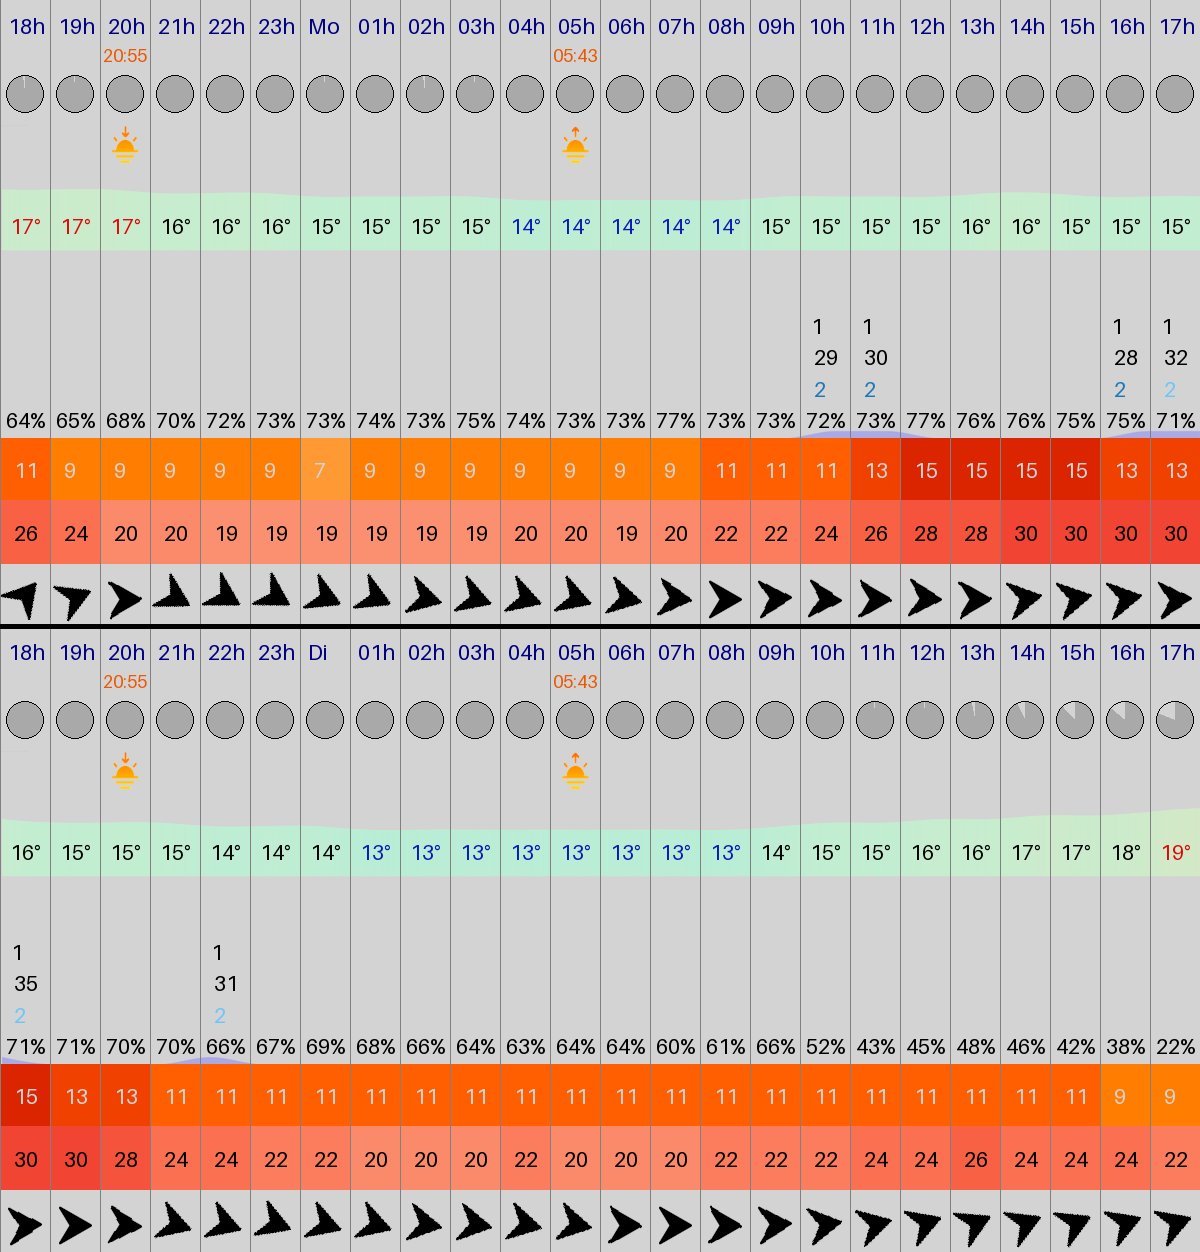 18h 19h 20h 21h 22h 23h Mo 01h 02h 03h 04h 05h 06h 07h 08h 09h 10h 11h 12h 13h 14h 15h 16h 17h
20:55 05:43
17° 17° 17° 16° 16° 16° 15° 15° 15° 15° 14° 14° 14° 14° 14° 15° 15° 15° 15° 16° 16° 15° 15° 15°
1 1 1 1
29 30 28 32
2 2 2 2
64% 65% 68% 70% 72% 73% 73% 74% 73% 75% 74% 73% 73% 77% 73% 73% 72% 73% 77% 76% 76% 75% 75% 71%
11 9 9 9 9 9 7 9 9 9 9 9 9 9 11 11 11 13 15 15 15 15 13 13
26 24 20 20 19 19 19 19 19 19 20 20 19 20 22 22 24 26 28 28 30 30 30 30
18h 19h 20h 21h 22h 23h Di 01h 02h 03h 04h 05h 06h 07h 08h 09h 10h 11h 12h 13h 14h 15h 16h 17h
20:55 05:43
16° 15° 15° 15° 14° 14° 14° 13° 13° 13° 13° 13° 13° 13° 13° 14° 15° 15° 16° 16° 17° 17° 18° 19°
1 1
35 31
2 2
71% 71% 70% 70% 66% 67% 69% 68% 66% 64% 63% 64% 64% 60% 61% 66% 52% 43% 45% 48% 46% 42% 38% 22%
15 13 13 11 11 11 11 11 11 11 11 11 11 11 11 11 11 11 11 11 11 11 9 9
30 30 28 24 24 22 22 20 20 20 22 20 20 20 22 22 22 24 24 26 24 24 24 22